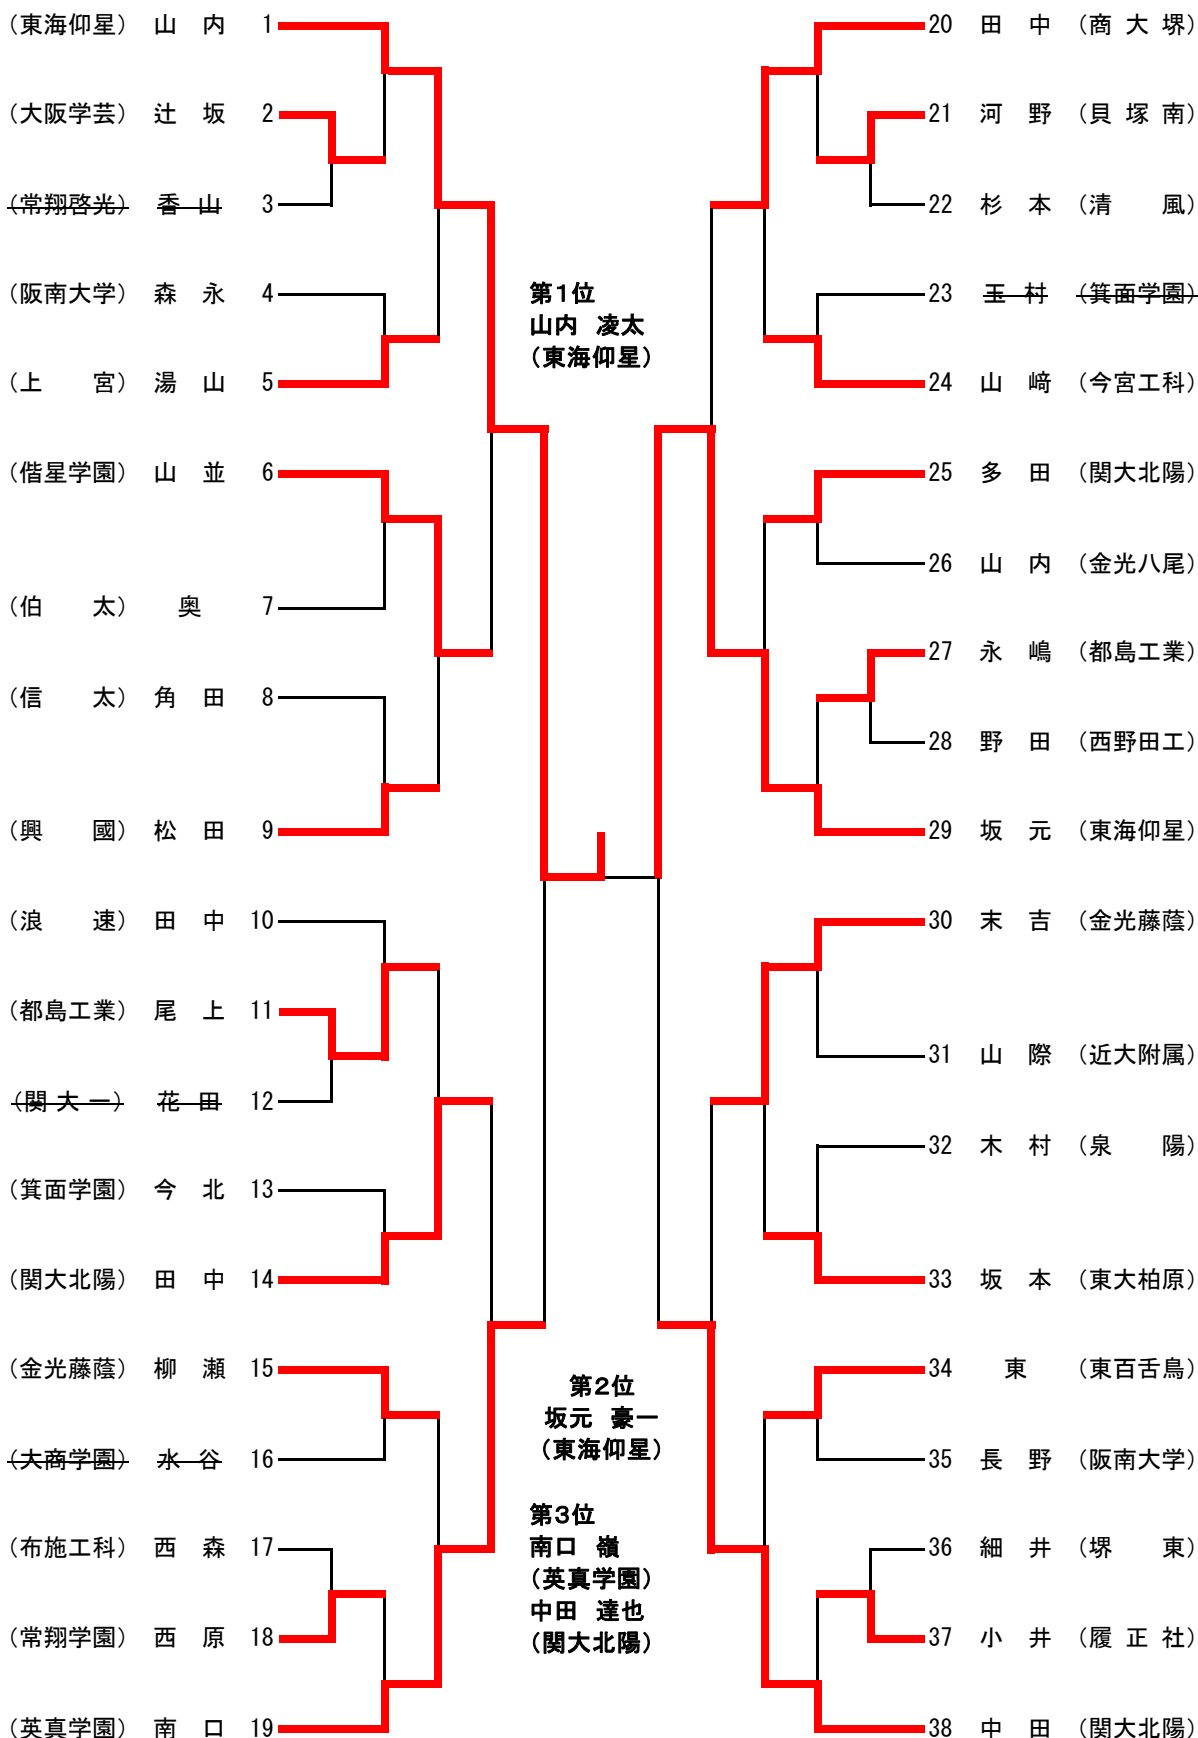 (東海仰星) 山 内 1
(大阪学芸) 辻 坂 2
(常翔啓光) 香 山 3
(阪南大学) 森 永 4
(上 宮) 湯 山 5
(偕星学園) 山 並 6
(伯 太) 奥 7
(信 太) 角 田 8
(興 國) 松 田 9
(浪 速) 田 中 10
(都島工業) 尾 上 11
(関 大 一) 花 田 12
(箕面学園) 今 北 13
(関大北陽) 田 中 14
(金光藤蔭) 柳 瀬 15
(大商学園) 水 谷 16
(布施工科) 西 森 17
(常翔学園) 西 原 18
(英真学園) 南 口 19
第1位
山内 凌太
(東海仰星)
第2位
坂元 豪一
(東海仰星)
第3位
南口 嶺
(英真学園)
中田 達也
(関大北陽)
20 田 中 (商 大 堺)
21 河 野 (貝 塚 南)
22 杉 本 (清 風)
23 玉 村 (箕面学園)
24 山 﨑 (今宮工科)
25 多 田 (関大北陽)
26 山 内 (金光八尾)
27 永 嶋 (都島工業)
28 野 田 (西野田工)
29 坂 元 (東海仰星)
30 末 吉 (金光藤蔭)
31 山 際 (近大附属)
32 木 村 (泉 陽)
33 坂 本 (東大柏原)
34 東 (東百舌鳥)
35 長 野 (阪南大学)
36 細 井 (堺 東)
37 小 井 (履 正 社)
38 中 田 (関大北陽)